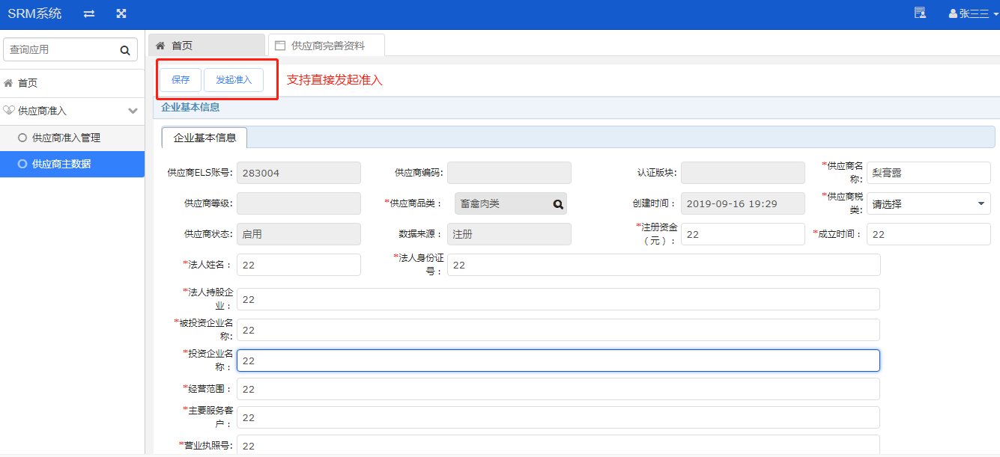 SRM系统
张三三
查询应用
首页
供应商准入
供应商准入管理
供应商主数据
首页
供应商完善资料
保存
发起准入
支持直接发起准入
企业基本信息
企业基本信息
供应商ELS账号: 283004
供应商编码:
认证版块:
*供应商名
称: 梨膏露
供应商等级:
*供应商品类： 畜禽肉类
创建时间： 2019-09-16 19:29
*供应商税
类: 请选择
供应商状态: 启用
数据来源： 注册
*注册资金
（元）： 22
*成立时间： 22
*法人姓名： 22
*法人身份证
号： 22
*法人持股企
业： 22
*被投资企业名
称: 22
*投资企业名
称： 22
*经营范围： 22
*主要服务客
户： 22
*营业执照号: 22